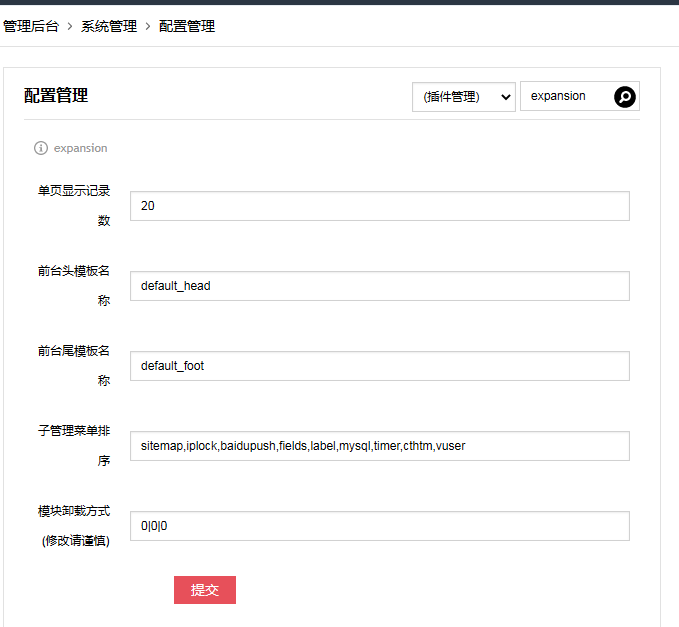 管理后台 > 系统管理 > 配置管理
配置管理
(插件管理)
expansion
expansion
单页显示记录
数
20
前台头模板名
称
default_head
前台尾模板名
称
default_foot
子管理菜单排
序
sitemap,iplock,baidupush,fields,label,mysql,timer,cthtm,vuser
模块卸载方式
(修改请谨慎)
0|0|0
提交